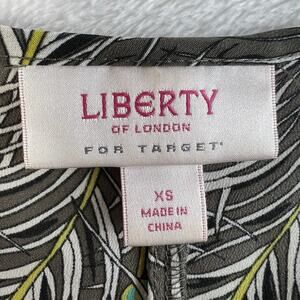 LIBERTY
OF LONDON
FOR TARGET
XS
MADE IN
CHINA